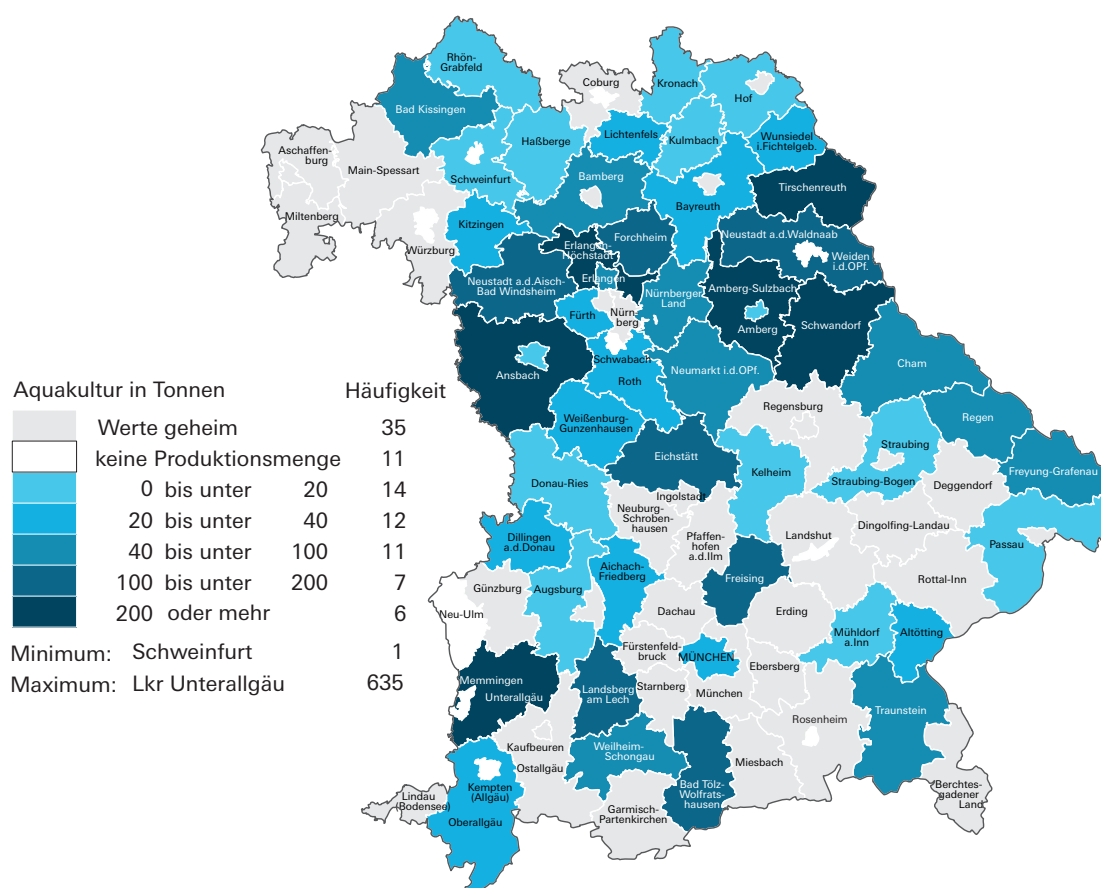 Rhön-
Grabfeld
Coburg
Kronach
Hof
Bad Kissingen
Lichtenfels
Kulmbach
Wunsiedel
i.Fichtelgeb.
Haßberge
Aschaffen-
burg
Main-Spessart
Schweinfurt
Bamberg
Bayreuth
Tirschenreuth
Miltenberg
Würzburg
Kitzingen
Forchheim
Erlangen-
Höchstadt
Neustadt a.d.Waldnaab
Weiden
i.d.OPf.
Erlangen
Neustadt a.d.Aisch-
Bad Windsheim
Nürnberger
Land
Amberg-Sulzbach
Fürth
Nürn-
berg
Amberg
Schwandorf
Schwabach
Ansbach
Roth
Neumarkt i.d.OPf.
Cham
Regensburg
Weißenburg-
Gunzenhausen
Regen
Straubing
Eichstätt
Kelheim
Freyung-Grafenau
Straubing-Bogen
Deggendorf
Donau-Ries
Ingolstadt
Neuburg-
Schroben-
hausen
Dingolfing-Landau
Landshut
Pfaffen-
hofen
a.d.Ilm
Dillingen
a.d.Donau
Passau
Aichach-
Friedberg
Freising
Rottal-Inn
Günzburg
Augsburg
Neu-Ulm
Dachau
Erding
Mühldorf
a.Inn
Altötting
Fürstenfeld-
bruck
MÜNCHEN
Ebersberg
Memmingen
Unterallgäu
Landsberg
am Lech
Starnberg
München
Traunstein
Rosenheim
Kaufbeuren
Weilheim-
Schongau
Ostallgäu
Miesbach
Bad Tölz-
Wolfrats-
hausen
Kempten
(Allgäu)
Berchtes-
gadener
Land
Lindau
(Bodensee)
Garmisch-
Partenkirchen
Oberallgäu
Aquakultur in Tonnen Häufigkeit
Werte geheim 35
keine Produktionsmenge 11
0 bis unter 20 14
20 bis unter 40 12
40 bis unter 100 11
100 bis unter 200 7
200 oder mehr 6
Minimum: Schweinfurt 1
Maximum: Lkr Unterallgäu 635